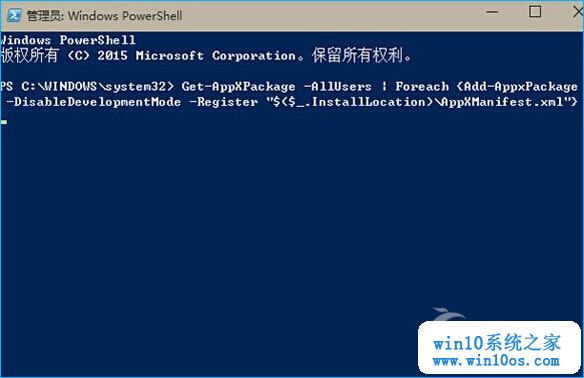 管理员: Windows PowerShell
Windows PowerShell
版权所有 (C) 2015 Microsoft Corporation。保留所有权利。
PS C:\WINDOWS\system32> Get-AppXPackage -AllUsers | Foreach {Add-AppxPackage
-DisableDevelopmentMode -Register "$($_.InstallLocation)\AppXManifest.xml"}
win10系统之家
www.win10os.com